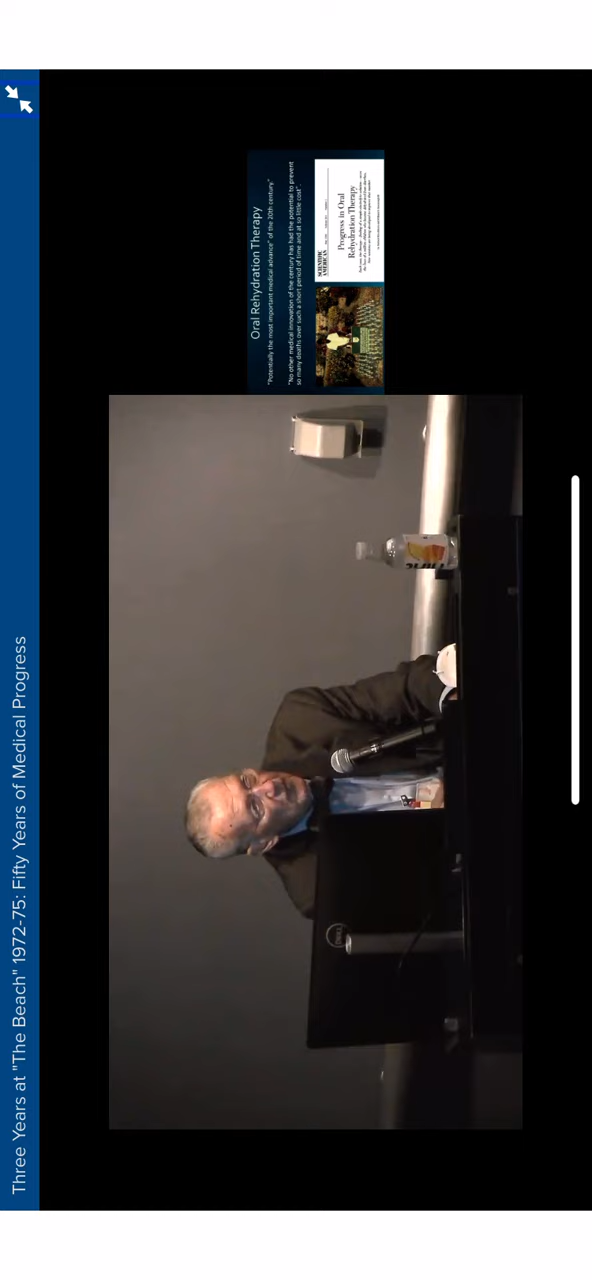 Three Years at "The Beach" 1972-75: Fifty Years of Medical Progress
Oral Rehydration Therapy
"Potentially the most important medical advance" of the 20th century."
"No other medical innovation of the century has had the potential to prevent
so many deaths over such a short period of time and at so little cost".
SCIENTIFIC
AMERICAN
Progress in Oral
Rehydration Therapy
DELL